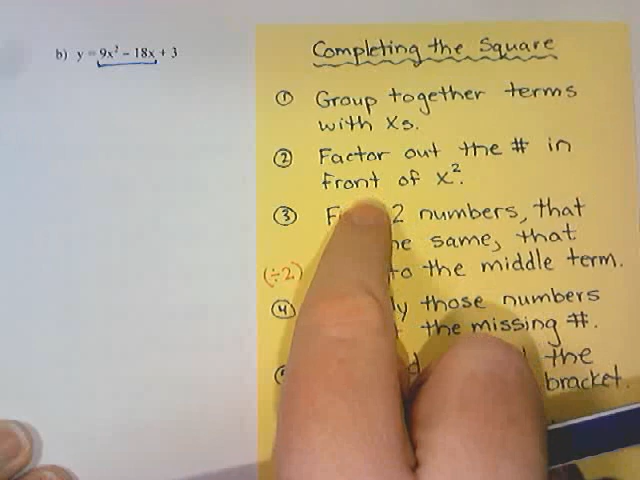 b) y = 9x² − 18x + 3
Completing the Square
① Group together terms
with xs.
② Factor out the # in
front of x².
③ 2 numbers, that
same, that
(÷2) to the middle term.
④ those numbers
the missing #.
the
bracket.